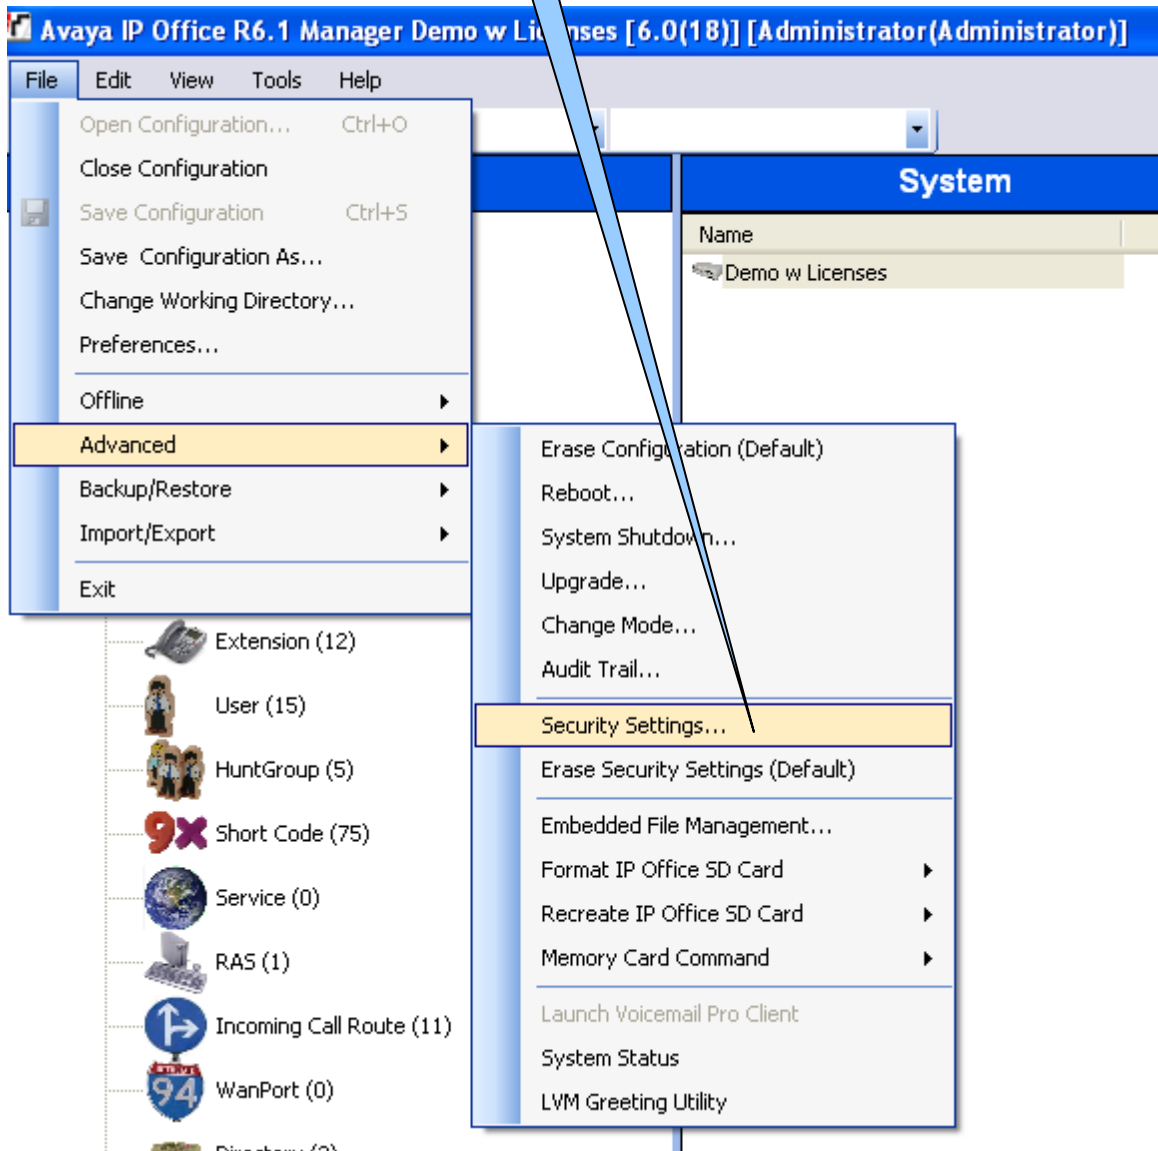 Avaya IP Office R6.1 Manager Demo w Licenses [6.0(18)] [Administrator(Administrator)]
File Edit View Tools Help
Open Configuration... Ctrl+O
Close Configuration
Save Configuration Ctrl+S
Save Configuration As...
Change Working Directory...
Preferences...
Offline
Advanced
Backup/Restore
Import/Export
Exit
System
Name
Demo w Licenses
Erase Configuration (Default)
Reboot...
System Shutdown...
Upgrade...
Change Mode...
Audit Trail...
Security Settings...
Erase Security Settings (Default)
Embedded File Management...
Format IP Office SD Card
Recreate IP Office SD Card
Memory Card Command
Launch Voicemail Pro Client
System Status
LVM Greeting Utility
Extension (12)
User (15)
HuntGroup (5)
9X Short Code (75)
Service (0)
RAS (1)
Incoming Call Route (11)
94 WanPort (0)